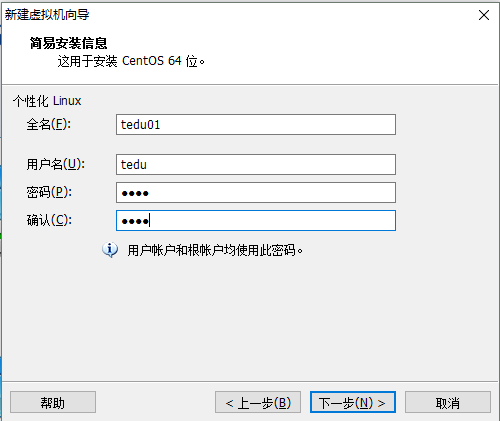 新建虚拟机向导
简易安装信息
这用于安装 CentOS 64 位。
个性化 Linux
全名(F): tedu01
用户名(U): tedu
密码(P): ●●●●
确认(C): ●●●●
用户帐户和根帐户均使用此密码。
帮助 < 上一步(B) 下一步(N) > 取消